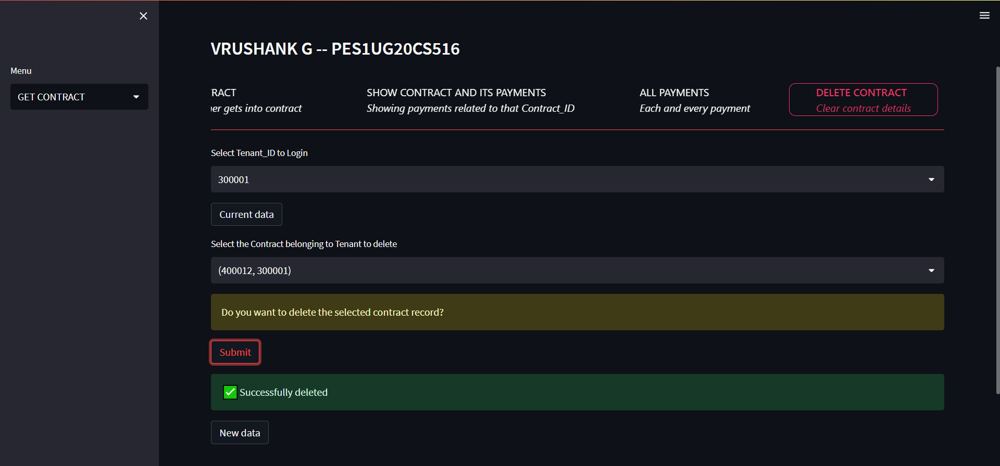 VRUSHANK G -- PES1UG20CS516
Menu
GET CONTRACT
RACT
SHOW CONTRACT AND ITS PAYMENTS
ALL PAYMENTS
DELETE CONTRACT
er gets into contract
Showing payments related to that Contract_ID
Each and every payment
Clear contract details
Select Tenant_ID to Login
300001
Current data
Select the Contract belonging to Tenant to delete
(400012, 300001)
Do you want to delete the selected contract record?
Submit
Successfully deleted
New data